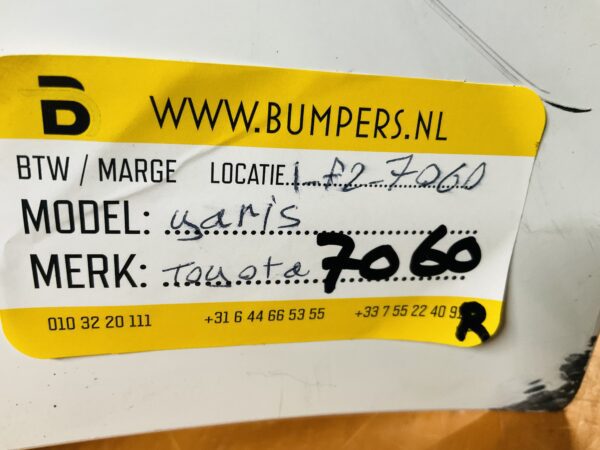 B WWW.BUMPERS.NL
BTW / MARGE LOCATIE 1-F2-7060
MODEL: yaris
MERK: Toyota 7060
010 32 20 111 +31 6 44 66 53 55 +33 7 55 22 40 9 R